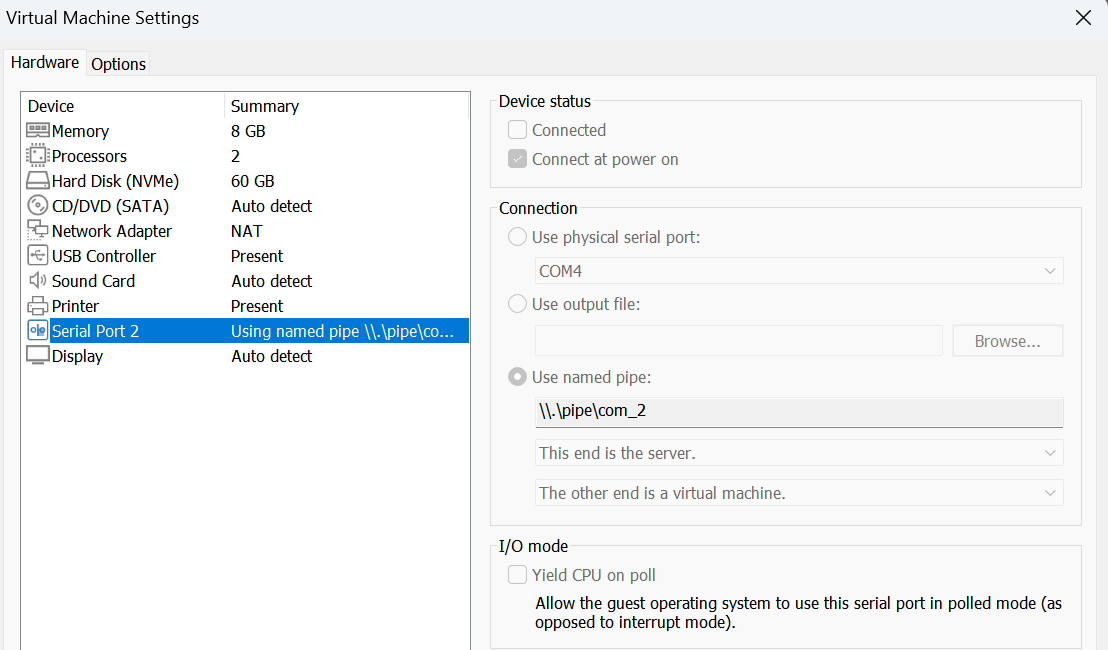 Virtual Machine Settings
Hardware Options
Device Summary
Memory 8 GB
Processors 2
Hard Disk (NVMe) 60 GB
CD/DVD (SATA) Auto detect
Network Adapter NAT
USB Controller Present
Sound Card Auto detect
Printer Present
Serial Port 2 Using named pipe \\.\pipe\co...
Display Auto detect
Device status
Connected
Connect at power on
Connection
Use physical serial port:
COM4
Use output file:
Browse...
Use named pipe:
\\.\pipe\com_2
This end is the server.
The other end is a virtual machine.
I/O mode
Yield CPU on poll
Allow the guest operating system to use this serial port in polled mode (as
opposed to interrupt mode).